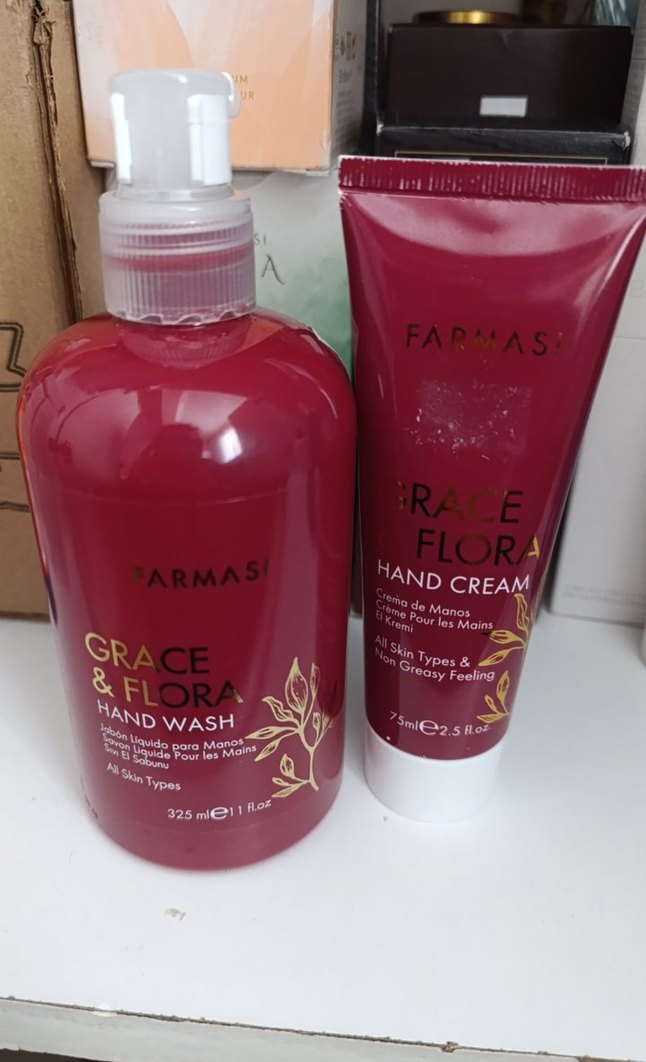 FARMASI
GRACE
& FLORA
HAND WASH
Jabón Líquido para Manos
Savon Liquide Pour les Mains
Sıvı El Sabunu
All Skin Types
325 ml e 11 fl.oz
FARMASI
GRACE
& FLORA
HAND CREAM
Crema de Manos
Crème Pour les Mains
El Kremi
All Skin Types &
Non Greasy Feeling
75ml e 2.5 fl.oz.